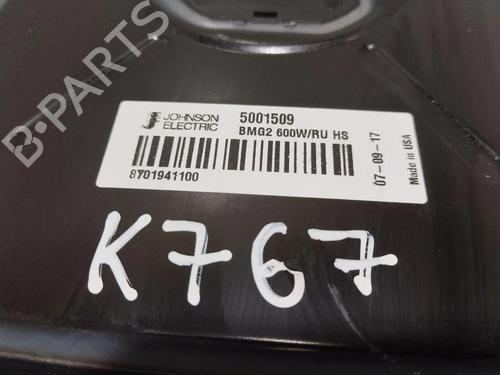 JOHNSON
ELECTRIC
5001509
BMG2 600W/RU HS
8701941100
07-09-17
Made in USA
K767
B-PARTS